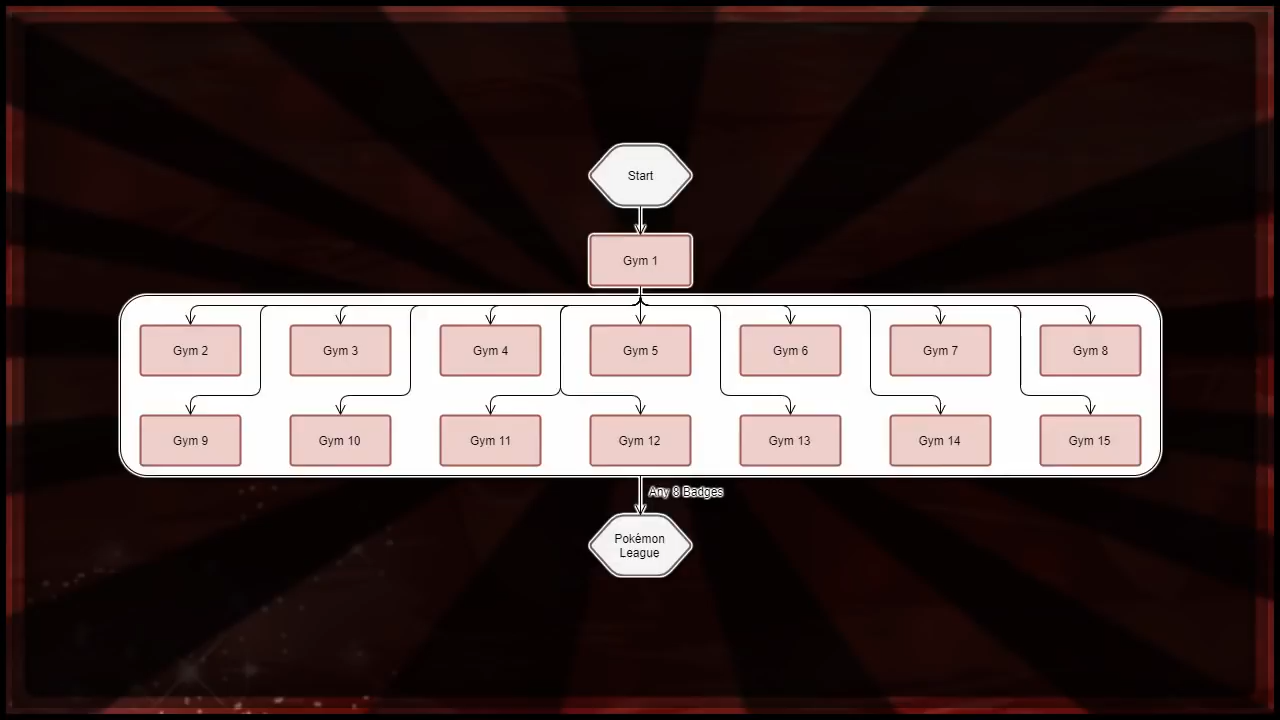 Start
Gym 1
Gym 2
Gym 3
Gym 4
Gym 5
Gym 6
Gym 7
Gym 8
Gym 9
Gym 10
Gym 11
Gym 12
Gym 13
Gym 14
Gym 15
Any 8 Badges
Pokémon
League